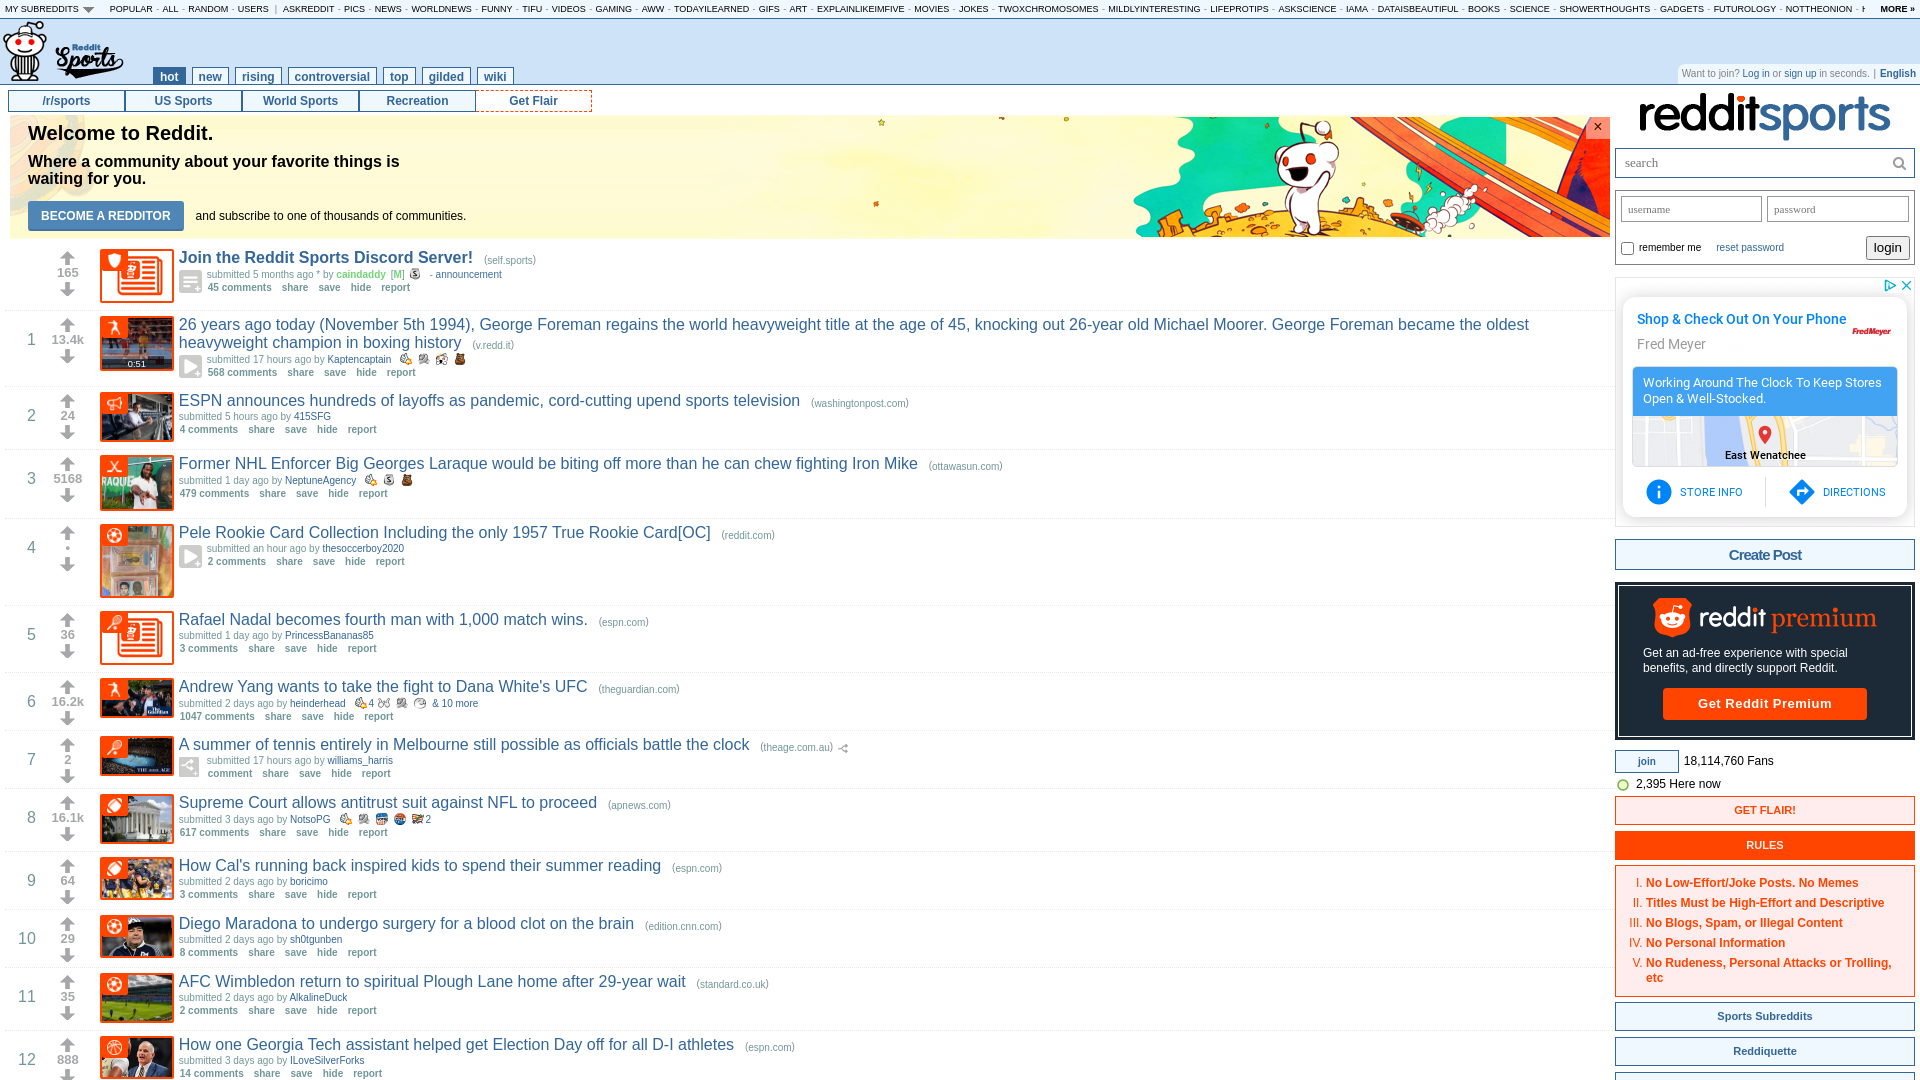 MY SUBREDDITS POPULAR - ALL - RANDOM - USERS | ASKREDDIT - PICS - NEWS - WORLDNEWS - FUNNY - TIFU - VIDEOS - GAMING - AWW - TODAYILEARNED - GIFS - ART - EXPLAINLIKEIMFIVE - MOVIES - JOKES - TWOXCHROMOSOMES - MILDLYINTERESTING - LIFEPROTIPS - ASKSCIENCE - IAMA - DATAISBEAUTIFUL - BOOKS - SCIENCE - SHOWERTHOUGHTS - GADGETS - FUTUROLOGY - NOTTHEONION - MORE »
Reddit
Sports
hot new rising controversial top gilded wiki
Want to join? Log in or sign up in seconds. | English
/r/sports US Sports World Sports Recreation Get Flair
Welcome to Reddit.
Where a community about your favorite things is
waiting for you.
BECOME A REDDITOR and subscribe to one of thousands of communities.
×
165
Join the Reddit Sports Discord Server! (self.sports)
submitted 5 months ago * by caindaddy [M] - announcement
45 comments share save hide report
1
13.4k
0:51
26 years ago today (November 5th 1994), George Foreman regains the world heavyweight title at the age of 45, knocking out 26-year old Michael Moorer. George Foreman became the oldest
heavyweight champion in boxing history (v.redd.it)
submitted 17 hours ago by Kaptencaptain
568 comments share save hide report
2
24
ESPN announces hundreds of layoffs as pandemic, cord-cutting upend sports television (washingtonpost.com)
submitted 5 hours ago by 415SFG
4 comments share save hide report
3
5168
Former NHL Enforcer Big Georges Laraque would be biting off more than he can chew fighting Iron Mike (ottawasun.com)
submitted 1 day ago by NeptuneAgency
479 comments share save hide report
4
•
Pele Rookie Card Collection Including the only 1957 True Rookie Card[OC] (reddit.com)
submitted an hour ago by thesoccerboy2020
2 comments share save hide report
5
36
Rafael Nadal becomes fourth man with 1,000 match wins. (espn.com)
submitted 1 day ago by PrincessBananas85
3 comments share save hide report
6
16.2k
Andrew Yang wants to take the fight to Dana White's UFC (theguardian.com)
submitted 2 days ago by heinderhead 4 & 10 more
1047 comments share save hide report
7
2
A summer of tennis entirely in Melbourne still possible as officials battle the clock (theage.com.au)
submitted 17 hours ago by williams_harris
comment share save hide report
8
16.1k
Supreme Court allows antitrust suit against NFL to proceed (apnews.com)
submitted 3 days ago by NotsoPG 2
617 comments share save hide report
9
64
How Cal's running back inspired kids to spend their summer reading (espn.com)
submitted 2 days ago by boricimo
3 comments share save hide report
10
29
Diego Maradona to undergo surgery for a blood clot on the brain (edition.cnn.com)
submitted 2 days ago by sh0tgunben
8 comments share save hide report
11
35
AFC Wimbledon return to spiritual Plough Lane home after 29-year wait (standard.co.uk)
submitted 2 days ago by AlkalineDuck
2 comments share save hide report
12
888
How one Georgia Tech assistant helped get Election Day off for all D-I athletes (espn.com)
submitted 3 days ago by ILoveSilverForks
14 comments share save hide report
redditsports
search
username password
remember me reset password login
Shop & Check Out On Your Phone
Fred Meyer
Fred Meyer
Working Around The Clock To Keep Stores
Open & Well-Stocked.
East Wenatchee
STORE INFO DIRECTIONS
Create Post
reddit premium
Get an ad-free experience with special
benefits, and directly support Reddit.
Get Reddit Premium
join 18,114,760 Fans
2,395 Here now
GET FLAIR!
RULES
I. No Low-Effort/Joke Posts. No Memes
II. Titles Must be High-Effort and Descriptive
III. No Blogs, Spam, or Illegal Content
IV. No Personal Information
V. No Rudeness, Personal Attacks or Trolling,
etc
Sports Subreddits
Reddiquette